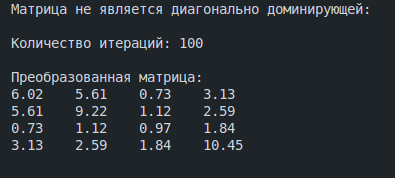 Матрица не является диагонально доминирующей:
Количество итераций: 100
Преобразованная матрица:
6.02 5.61 0.73 3.13
5.61 9.22 1.12 2.59
0.73 1.12 0.97 1.84
3.13 2.59 1.84 10.45